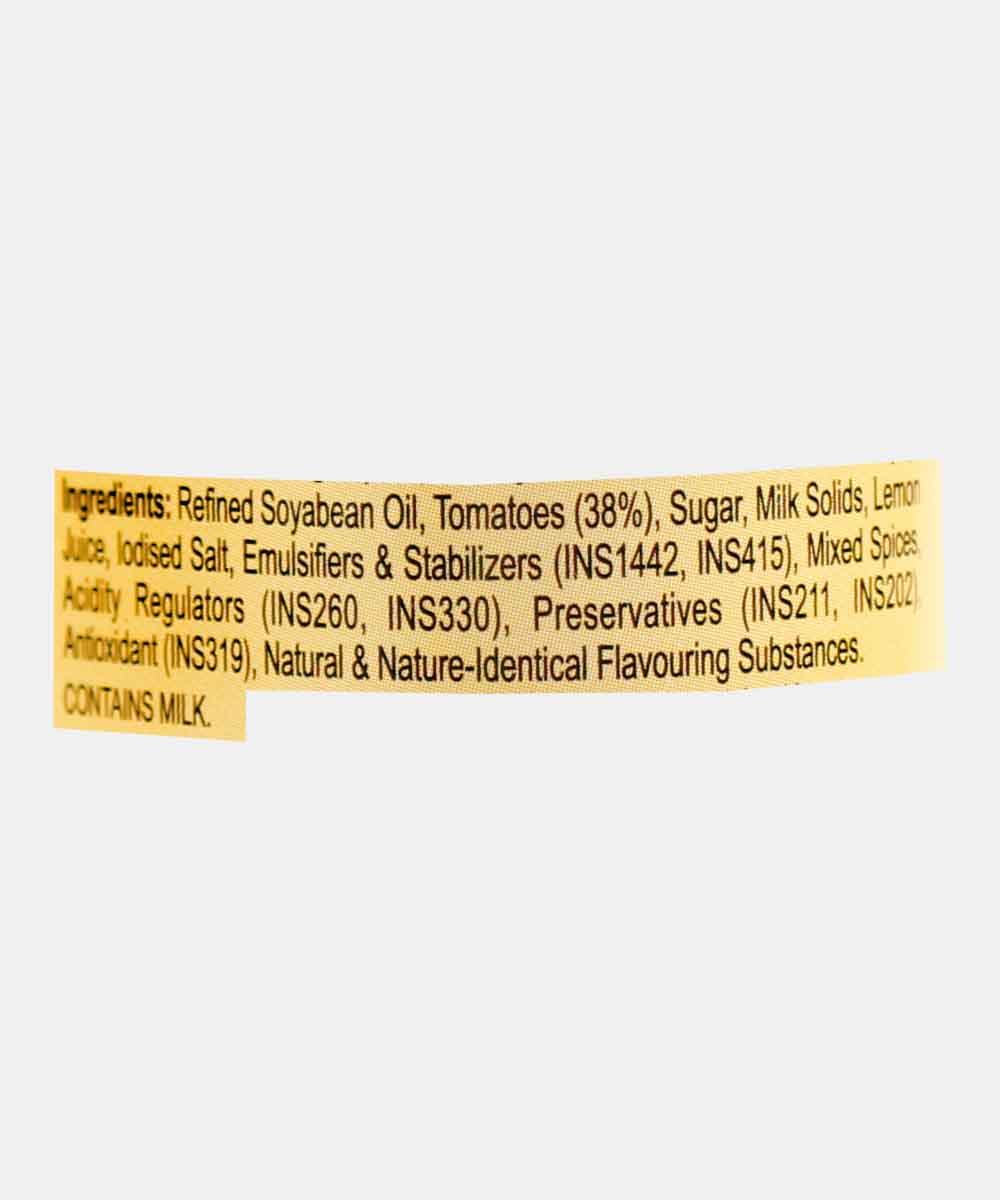 Ingredients: Refined Soyabean Oil, Tomatoes (38%), Sugar, Milk Solids, Lemon
Juice, Iodised Salt, Emulsifiers & Stabilizers (INS1442, INS415), Mixed Spices,
Acidity Regulators (INS260, INS330), Preservatives (INS211, INS202),
Antioxidant (INS319), Natural & Nature-Identical Flavouring Substances.
CONTAINS MILK.